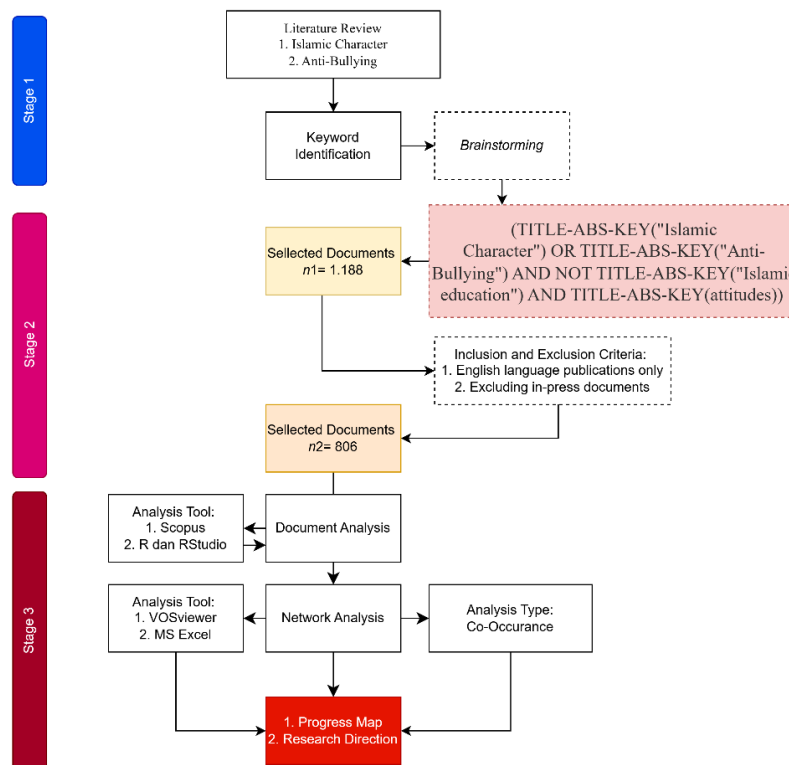 Stage 1
Literature Review
1. Islamic Character
2. Anti-Bullying
Keyword
Identification
Brainstorming
Stage 2
(TITLE-ABS-KEY("Islamic
Character") OR TITLE-ABS-KEY("Anti-
Bullying") AND NOT TITLE-ABS-KEY("Islamic
education") AND TITLE-ABS-KEY(attitudes))
Sellected Documents
n1= 1.188
Inclusion and Exclusion Criteria:
1. English language publications only
2. Excluding in-press documents
Sellected Documents
n2= 806
Stage 3
Analysis Tool:
1. Scopus
2. R dan RStudio
Document Analysis
Analysis Tool:
1. VOSviewer
2. MS Excel
Network Analysis
Analysis Type:
Co-Occurance
1. Progress Map
2. Research Direction